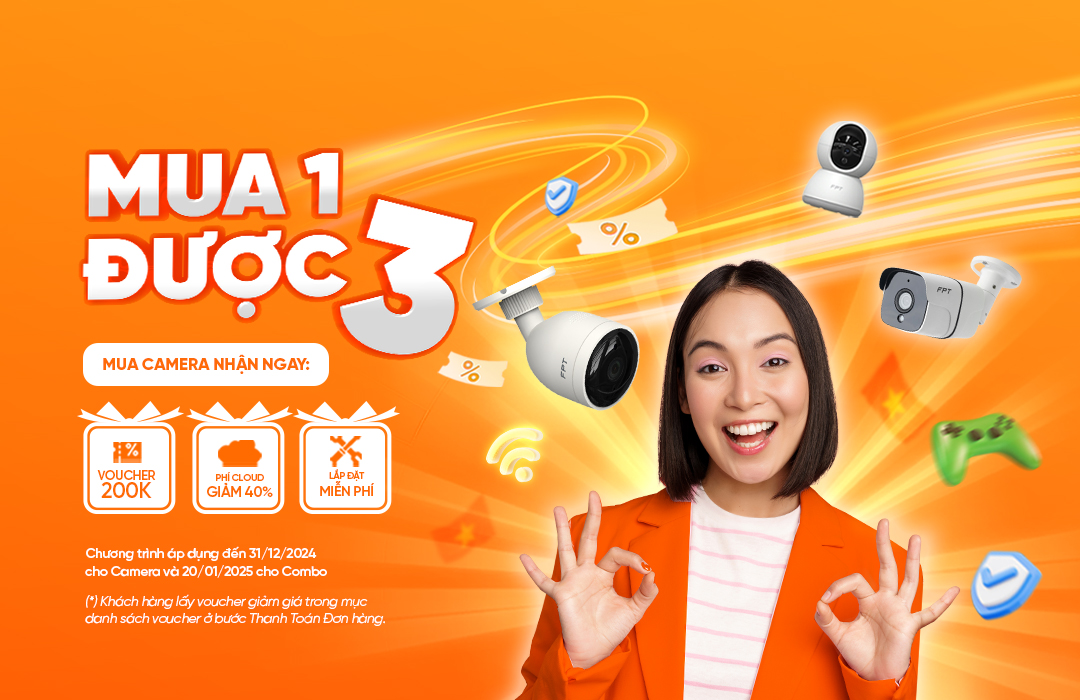 MUA 1
ĐƯỢC 3
MUA CAMERA NHẬN NGAY:
VOUCHER
200K
PHÍ CLOUD
GIẢM 40%
LẮP ĐẶT
MIỄN PHÍ
Chương trình áp dụng đến 31/12/2024
cho Camera và 20/01/2025 cho Combo
(*) Khách hàng lấy voucher giảm giá trong mục
danh sách voucher ở bước Thanh Toán Đơn hàng.
%
%
%
FPT
FPT
FPT